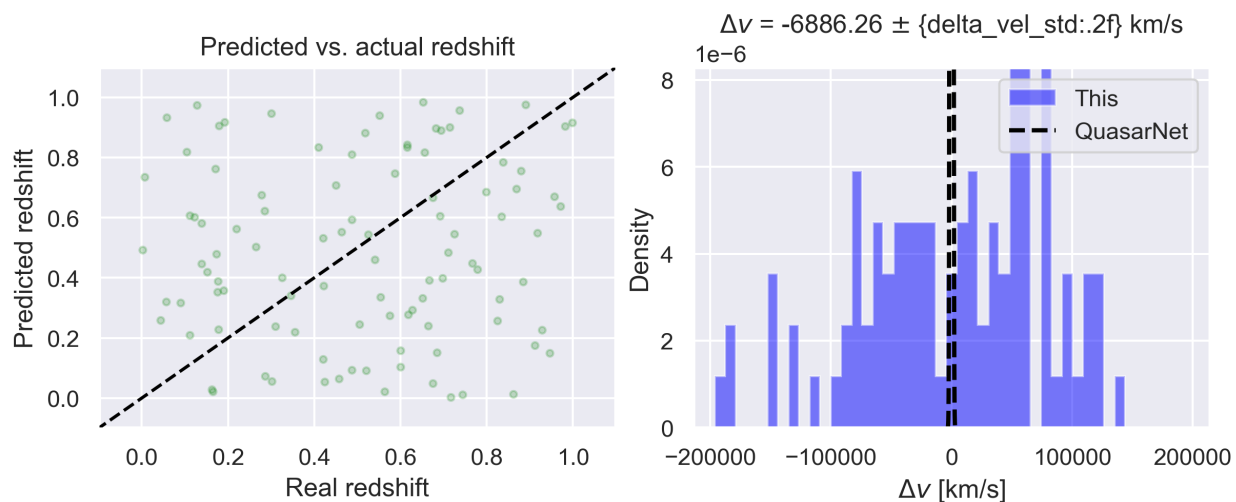 Predicted vs. actual redshift
Predicted redshift
1.0
0.8
0.6
0.4
0.2
0.0
0.0 0.2 0.4 0.6 0.8 1.0
Real redshift
Δv = -6886.26 ± {delta_vel_std:.2f} km/s
1e−6
Density
8
6
4
2
0
This
QuasarNet
−200000 −100000 0 100000 200000
Δv [km/s]